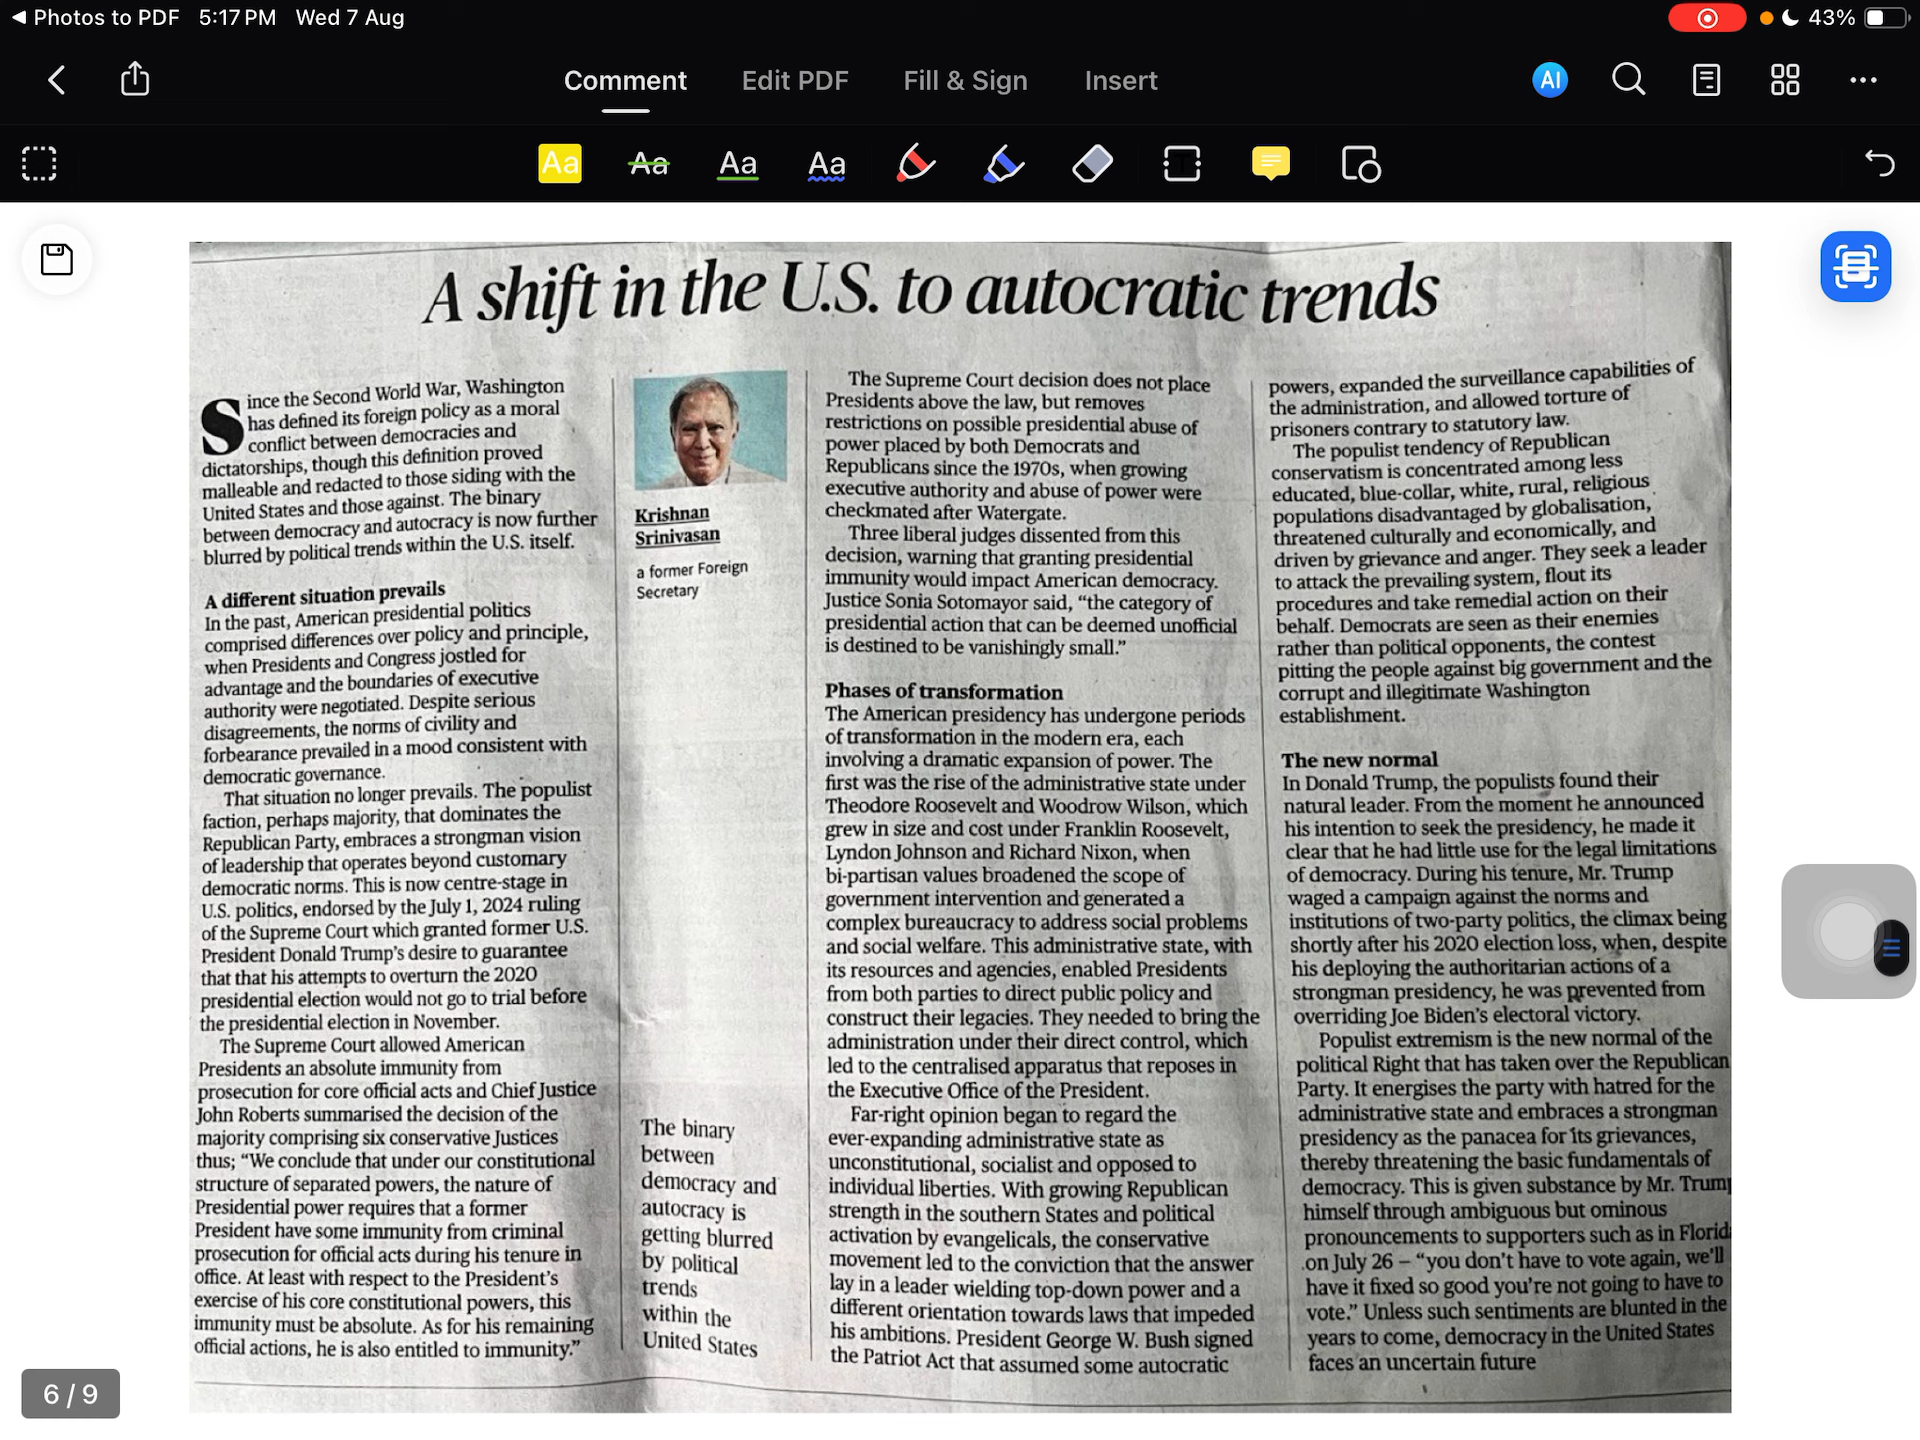 Photos to PDF 5:17 PM Wed 7 Aug
43%
Comment Edit PDF Fill & Sign Insert
AI
Aa Aa Aa Aa T
A shift in the U.S. to autocratic trends
Since the Second World War, Washington
has defined its foreign policy as a moral
conflict between democracies and
dictatorships, though this definition proved
malleable and redacted to those siding with the
United States and those against. The binary
between democracy and autocracy is now further
blurred by political trends within the U.S. itself.
A different situation prevails
In the past, American presidential politics
comprised differences over policy and principle,
when Presidents and Congress jostled for
advantage and the boundaries of executive
authority were negotiated. Despite serious
disagreements, the norms of civility and
forbearance prevailed in a mood consistent with
democratic governance.
That situation no longer prevails. The populist
faction, perhaps majority, that dominates the
Republican Party, embraces a strongman vision
of leadership that operates beyond customary
democratic norms. This is now centre-stage in
U.S. politics, endorsed by the July 1, 2024 ruling
of the Supreme Court which granted former U.S.
President Donald Trump's desire to guarantee
that that his attempts to overturn the 2020
presidential election would not go to trial before
the presidential election in November.
The Supreme Court allowed American
Presidents an absolute immunity from
prosecution for core official acts and Chief Justice
John Roberts summarised the decision of the
majority comprising six conservative Justices
thus; “We conclude that under our constitutional
structure of separated powers, the nature of
Presidential power requires that a former
President have some immunity from criminal
prosecution for official acts during his tenure in
office. At least with respect to the President's
exercise of his core constitutional powers, this
immunity must be absolute. As for his remaining
official actions, he is also entitled to immunity.”
Krishnan
Srinivasan
a former Foreign
Secretary
The binary
between
democracy and
autocracy is
getting blurred
by political
trends
within the
United States
The Supreme Court decision does not place
Presidents above the law, but removes
restrictions on possible presidential abuse of
power placed by both Democrats and
Republicans since the 1970s, when growing
executive authority and abuse of power were
checkmated after Watergate.
Three liberal judges dissented from this
decision, warning that granting presidential
immunity would impact American democracy.
Justice Sonia Sotomayor said, “the category of
presidential action that can be deemed unofficial
is destined to be vanishingly small.”
Phases of transformation
The American presidency has undergone periods
of transformation in the modern era, each
involving a dramatic expansion of power. The
first was the rise of the administrative state under
Theodore Roosevelt and Woodrow Wilson, which
grew in size and cost under Franklin Roosevelt,
Lyndon Johnson and Richard Nixon, when
bi-partisan values broadened the scope of
government intervention and generated a
complex bureaucracy to address social problems
and social welfare. This administrative state, with
its resources and agencies, enabled Presidents
from both parties to direct public policy and
construct their legacies. They needed to bring the
administration under their direct control, which
led to the centralised apparatus that reposes in
the Executive Office of the President.
Far-right opinion began to regard the
ever-expanding administrative state as
unconstitutional, socialist and opposed to
individual liberties. With growing Republican
strength in the southern States and political
activation by evangelicals, the conservative
movement led to the conviction that the answer
lay in a leader wielding top-down power and a
different orientation towards laws that impeded
his ambitions. President George W. Bush signed
the Patriot Act that assumed some autocratic
powers, expanded the surveillance capabilities of
the administration, and allowed torture of
prisoners contrary to statutory law.
The populist tendency of Republican
conservatism is concentrated among less
educated, blue-collar, white, rural, religious
populations disadvantaged by globalisation,
threatened culturally and economically, and
driven by grievance and anger. They seek a leader
to attack the prevailing system, flout its
procedures and take remedial action on their
behalf. Democrats are seen as their enemies
rather than political opponents, the contest
pitting the people against big government and the
corrupt and illegitimate Washington
establishment.
The new normal
In Donald Trump, the populists found their
natural leader. From the moment he announced
his intention to seek the presidency, he made it
clear that he had little use for the legal limitations
of democracy. During his tenure, Mr. Trump
waged a campaign against the norms and
institutions of two-party politics, the climax being
shortly after his 2020 election loss, when, despite
his deploying the authoritarian actions of a
strongman presidency, he was prevented from
overriding Joe Biden's electoral victory.
Populist extremism is the new normal of the
political Right that has taken over the Republican
Party. It energises the party with hatred for the
administrative state and embraces a strongman
presidency as the panacea for its grievances,
thereby threatening the basic fundamentals of
democracy. This is given substance by Mr. Trump
himself through ambiguous but ominous
pronouncements to supporters such as in Florida
on July 26 – “you don't have to vote again, we'll
have it fixed so good you're not going to have to
vote.” Unless such sentiments are blunted in the
years to come, democracy in the United States
faces an uncertain future
6 / 9